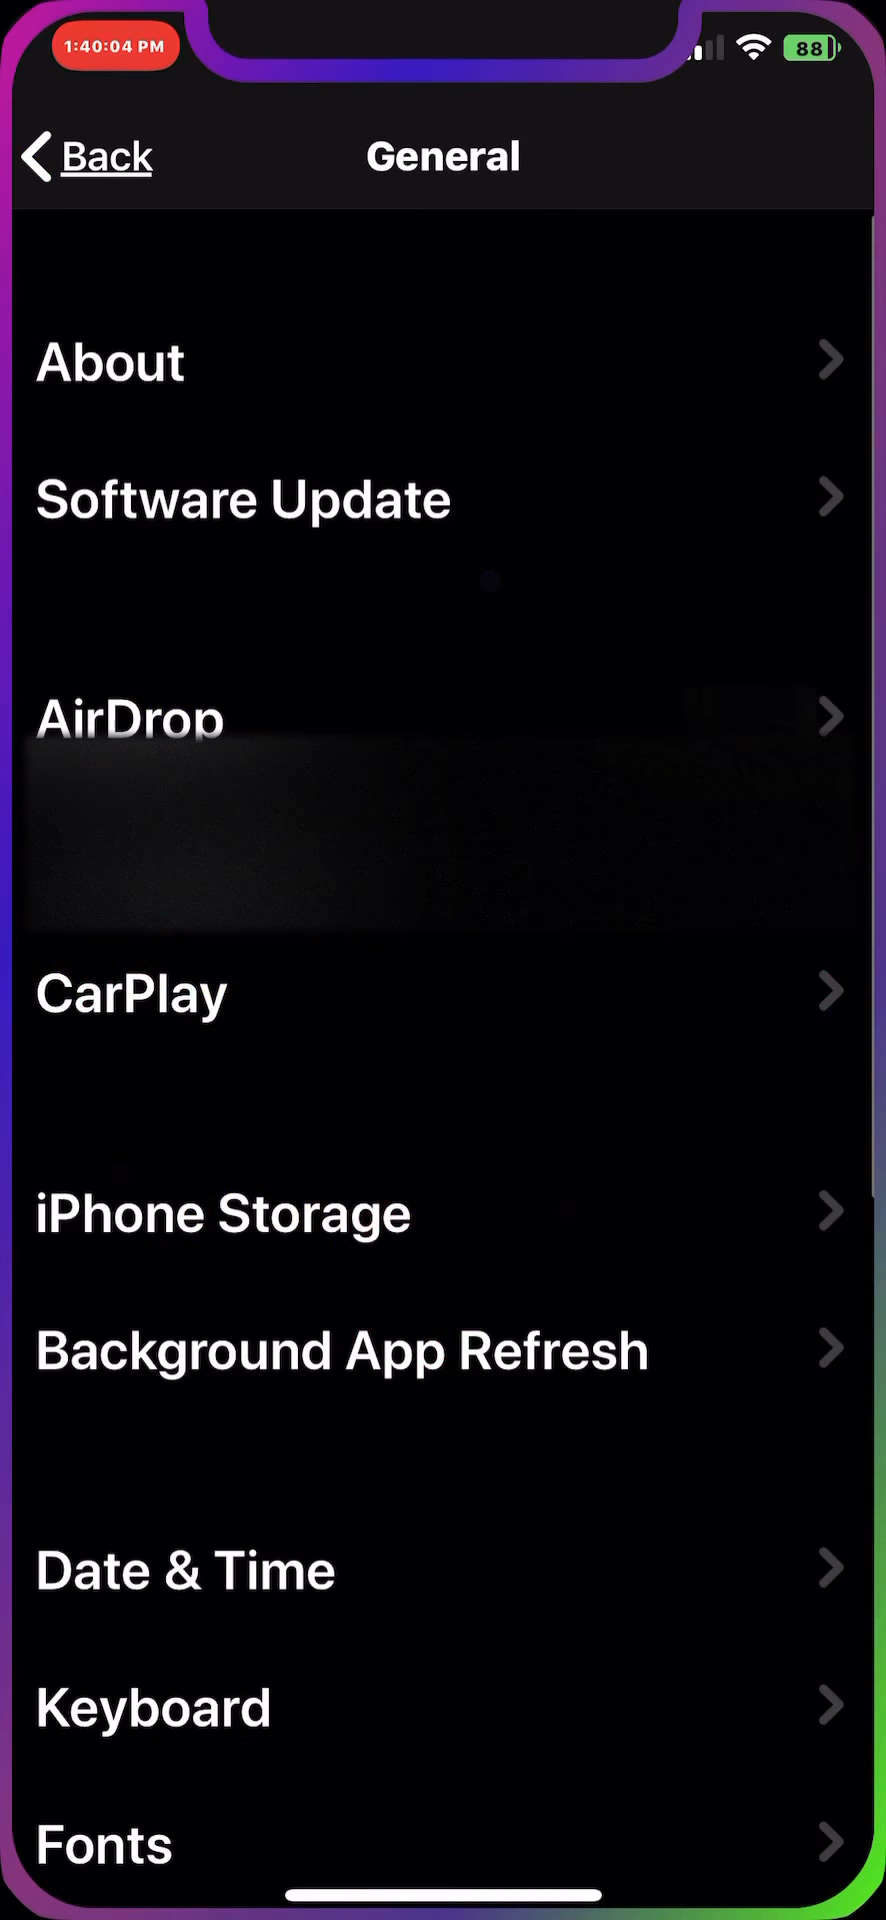 1:40:04 PM
88
Back
General
About
Software Update
AirDrop
CarPlay
iPhone Storage
Background App Refresh
Date & Time
Keyboard
Fonts